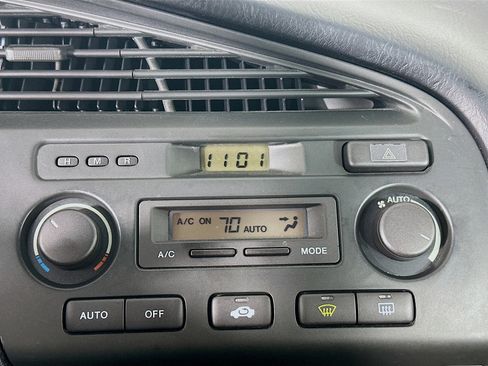 H M R 1101
AUTO
A/C ON 70 AUTO
A/C MODE
AUTO OFF